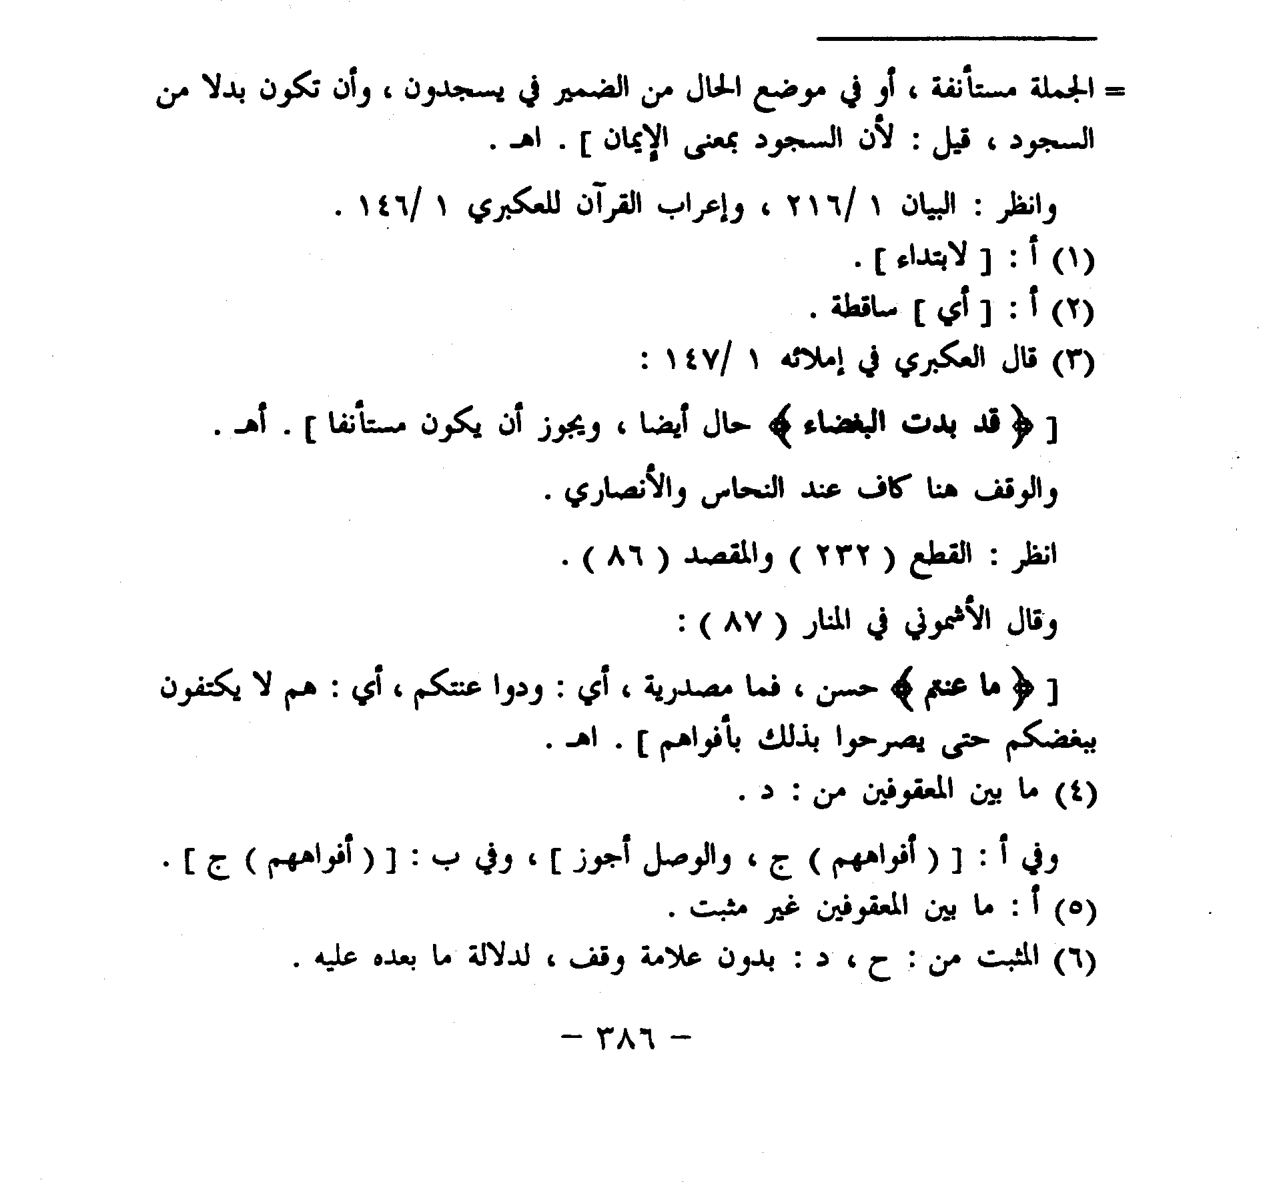 = الجملة مستأنفة ، أو في موضع الحال من الضمير في يسجدون ، وأن تكون بدلا من
السجود ، قيل : لأن السجود بمعنى الإيمان ] . اهـ .
وانظر : البيان ١ /٢١٦ ، وإعراب القرآن للعكبري ١ /١٤٦ .
(١) أ : [ لابتداء ] .
(٢) أ : [ أي ] ساقطة .
(٣) قال العكبري في إملائه ١ /١٤٧ :
[ ﴿ قد بدت البغضاء ﴾ حال أيضا ، ويجوز أن يكون مستأنفا ] . أهـ .
والوقف هنا كاف عند النحاس والأنصاري .
انظر : القطع ( ٢٣٢ ) والمقصد ( ٨٦ ) .
وقال الأشموني في المنار ( ٨٧ ) :
[ ﴿ ما عنتم ﴾ حسن ، فما مصدرية ، أي : ودوا عنتكم ، أي : هم لا يكتفون
ببغضكم حتى يصرحوا بذلك بأفواهم ] . اهـ .
(٤) ما بين المعقوفين من : د .
وفي أ : [ ( أفواههم ) ج ، والوصل أجوز ] ، وفي ب : [ ( أفواههم ) ج ] .
(٥) أ : ما بين المعقوفين غير مثبت .
(٦) المثبت من : ح ، د : بدون علامة وقف ، لدلالة ما بعده عليه .
– ٣٨٦ –